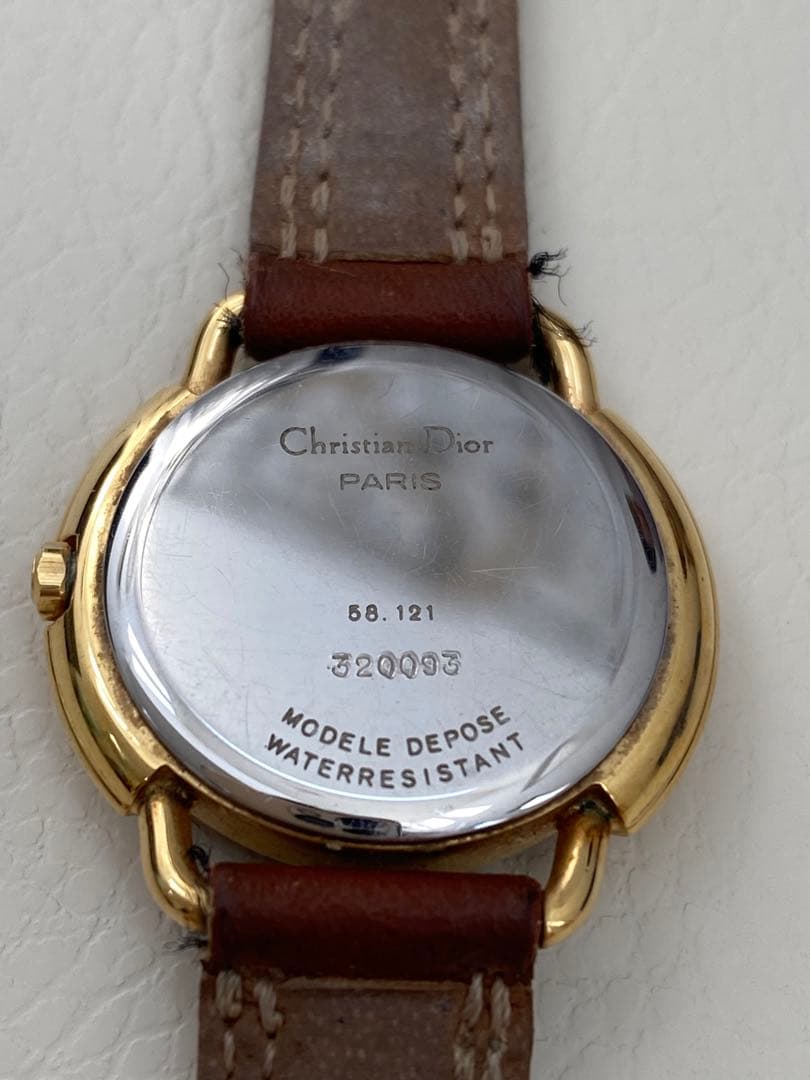 Christian Dior
PARIS
58.121
320093
MODELE DEPOSE
WATERRESISTANT